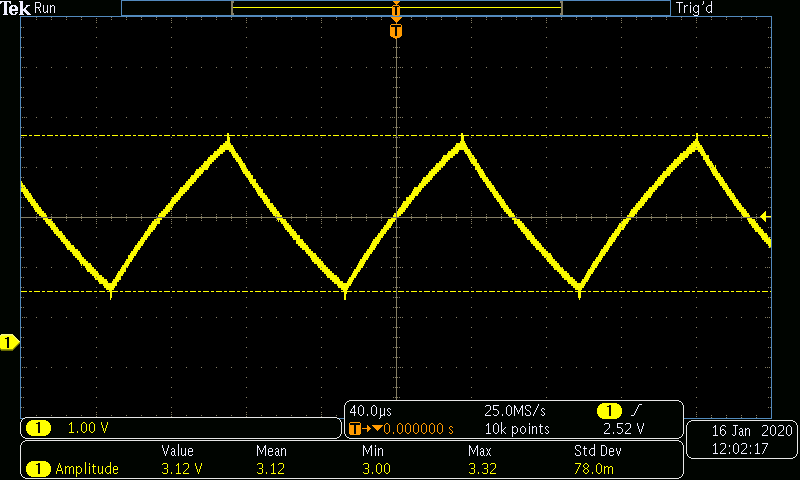 Tek Run Trig'd
T
T
1
1 1.00 V
40.0µs 25.0MS/s 1
T→▼0.000000 s 10k points 2.52 V
16 Jan 2020
12:02:17
Value Mean Min Max Std Dev
1 Amplitude 3.12 V 3.12 3.00 3.32 78.0m